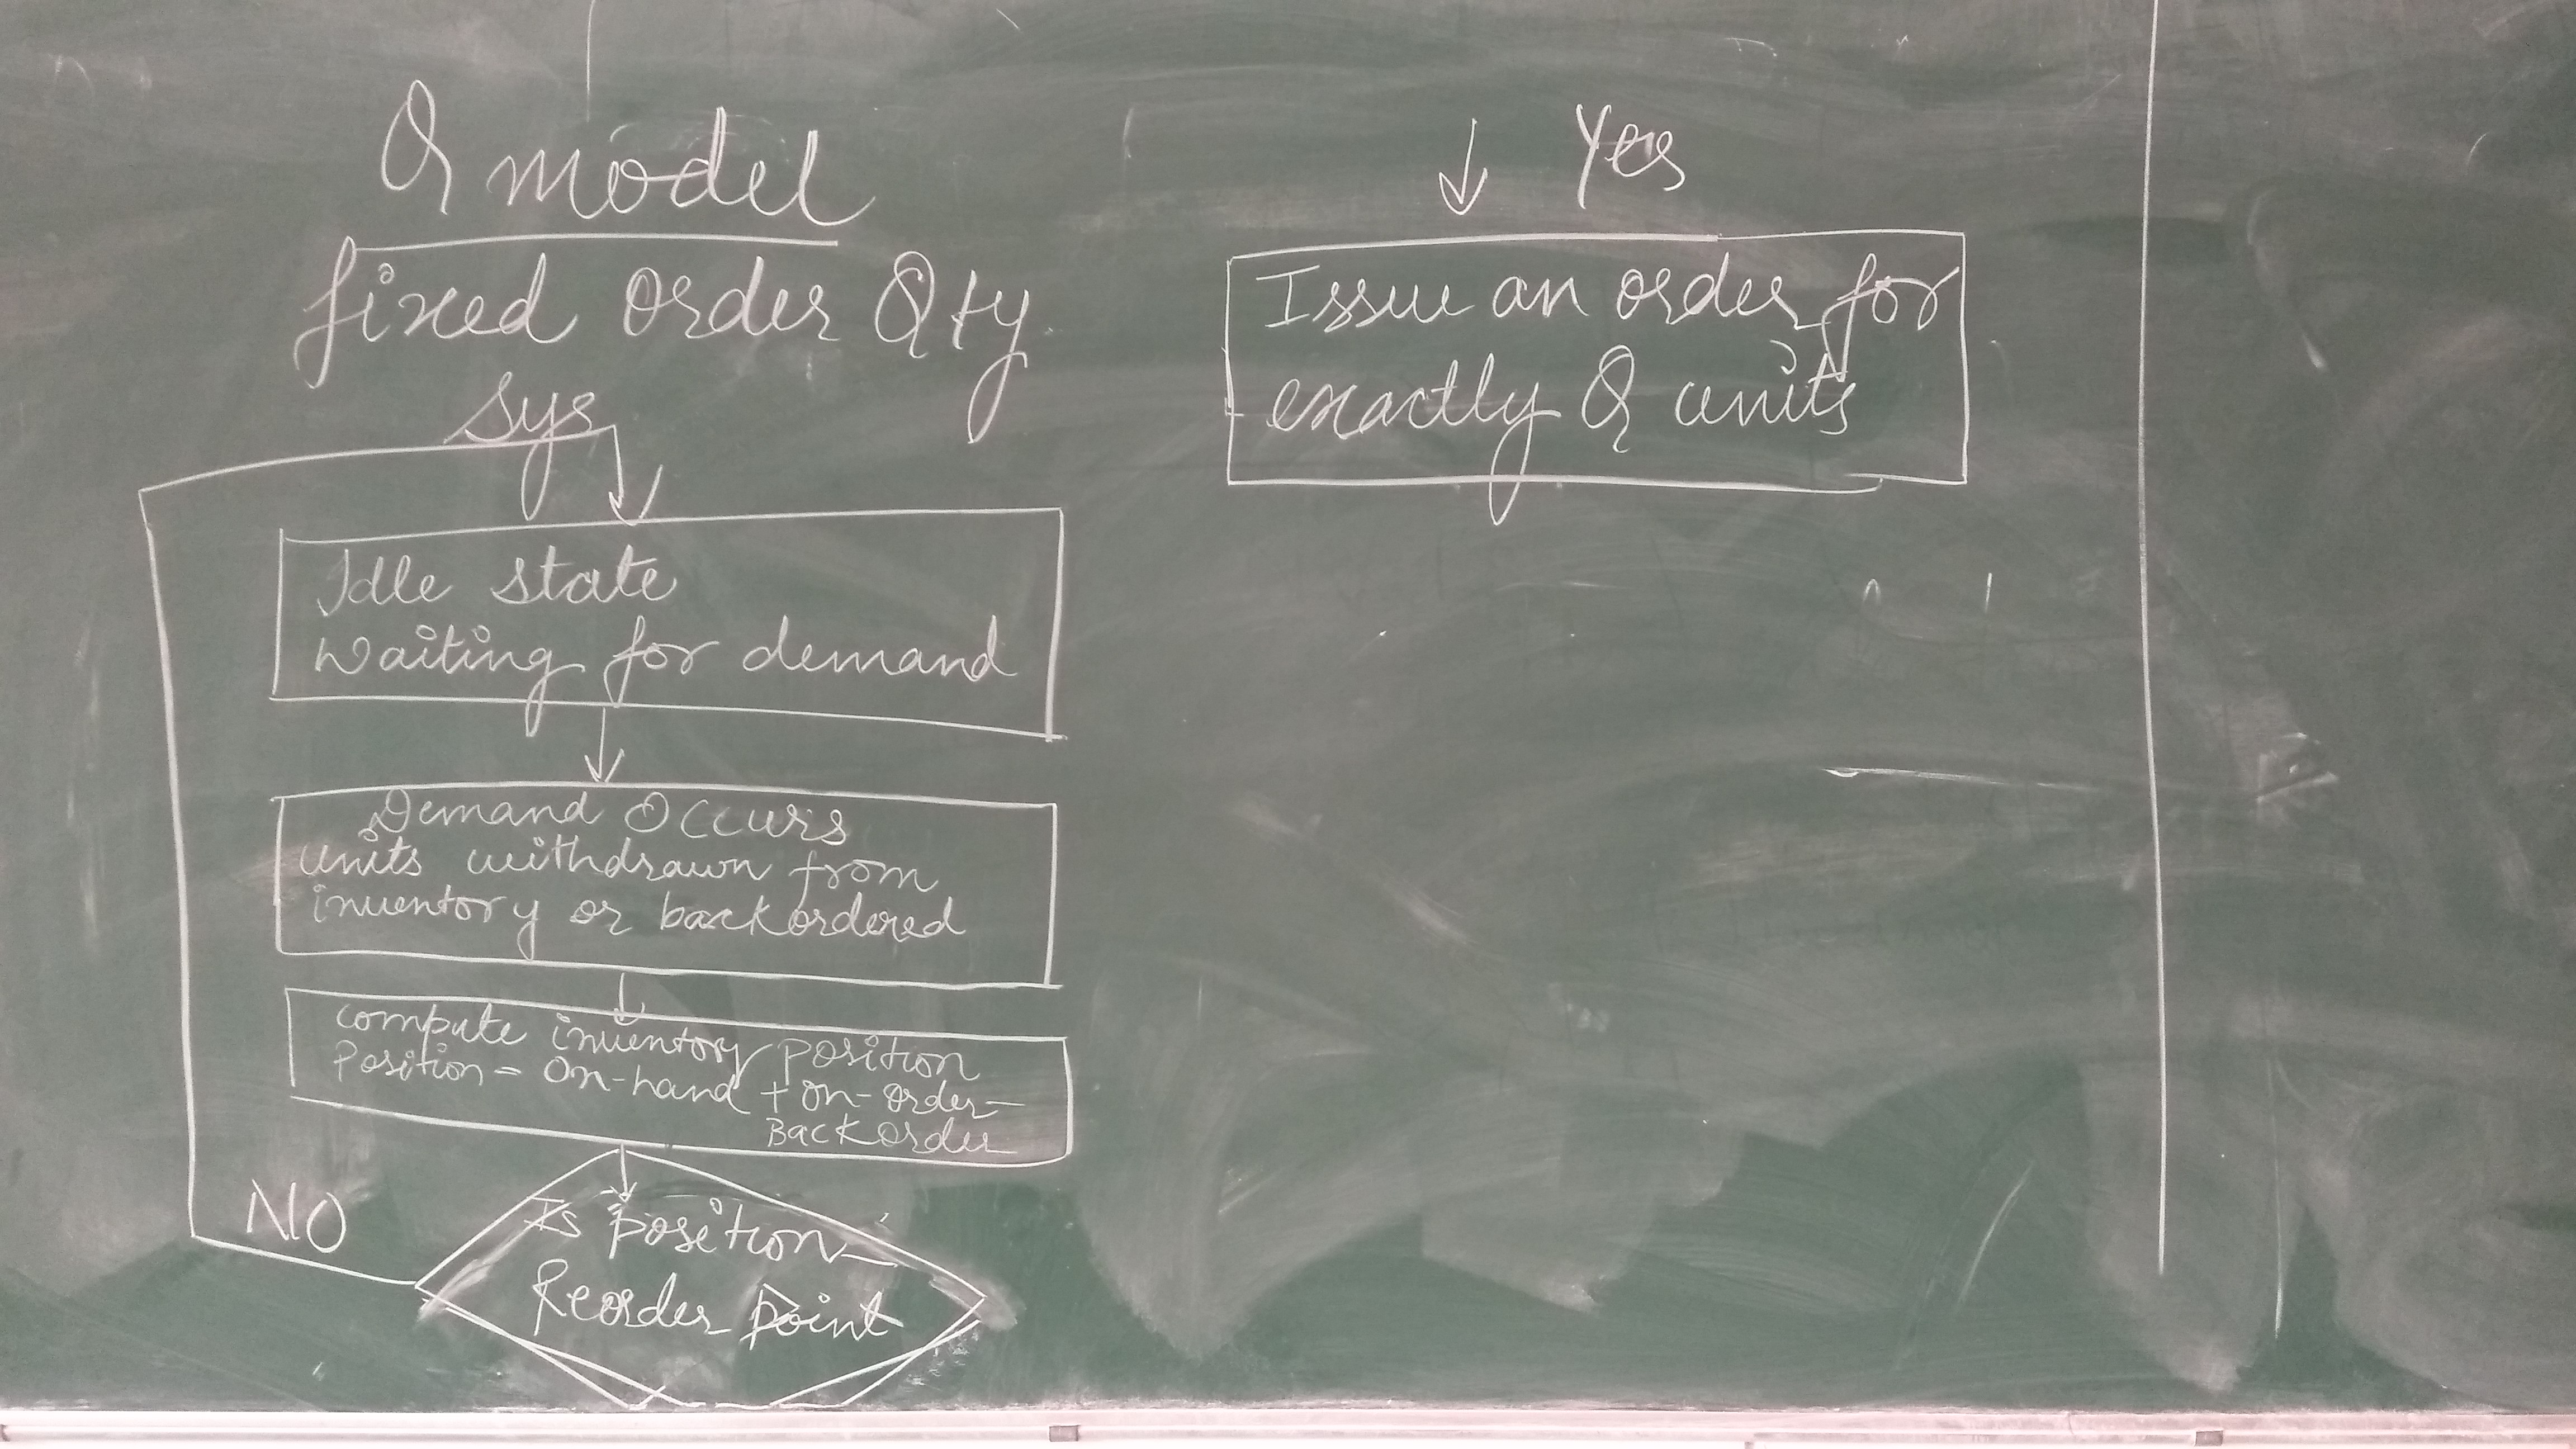 Q model
fixed order Qty
Sys
Idle state
Waiting for demand
Demand Occurs
units withdrawn from
inventory or backordered
compute inventory position
Position = On-hand + on-order -
Backorder
NO
Is position
Reorder point
Yes
Issue an order for
exactly Q units